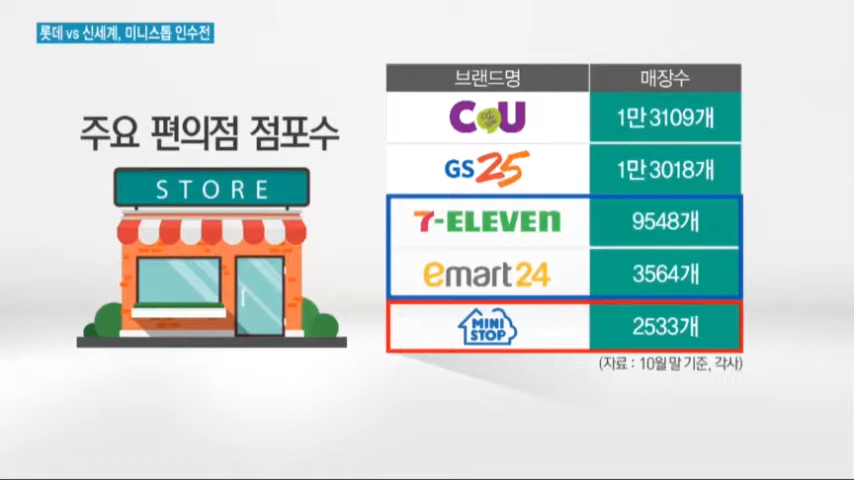 롯데 vs 신세계, 미니스톱 인수전
주요 편의점 점포수
STORE
브랜드명 매장수
CU 1만 3109개
GS25 1만 3018개
7-ELEVEn 9548개
emart24 3564개
MINI STOP 2533개
(자료 : 10월 말 기준, 각사)